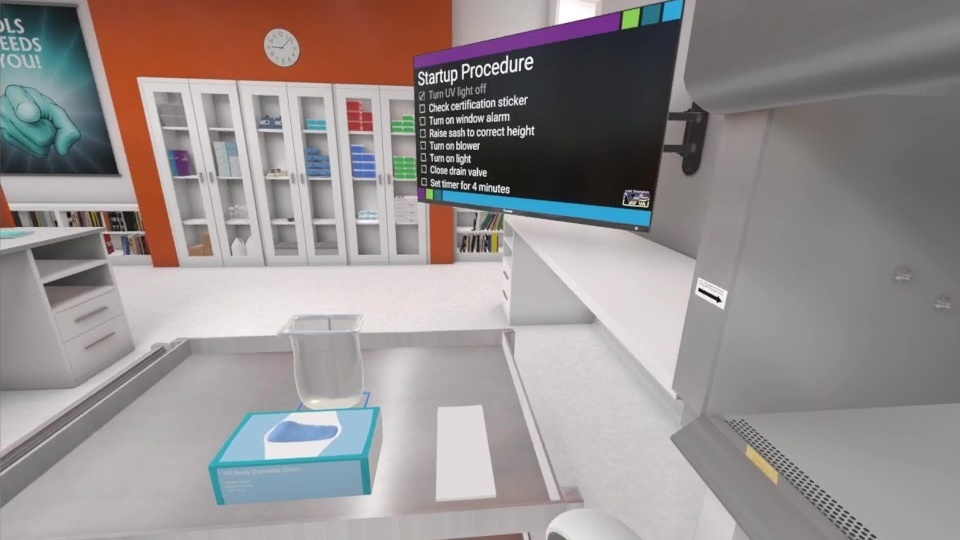 OLS
EEDS
YOU!
Startup Procedure
Turn UV light off
Check certification sticker
Turn on window alarm
Raise sash to correct height
Turn on blower
Turn on light
Close drain valve
Set timer for 4 minutes